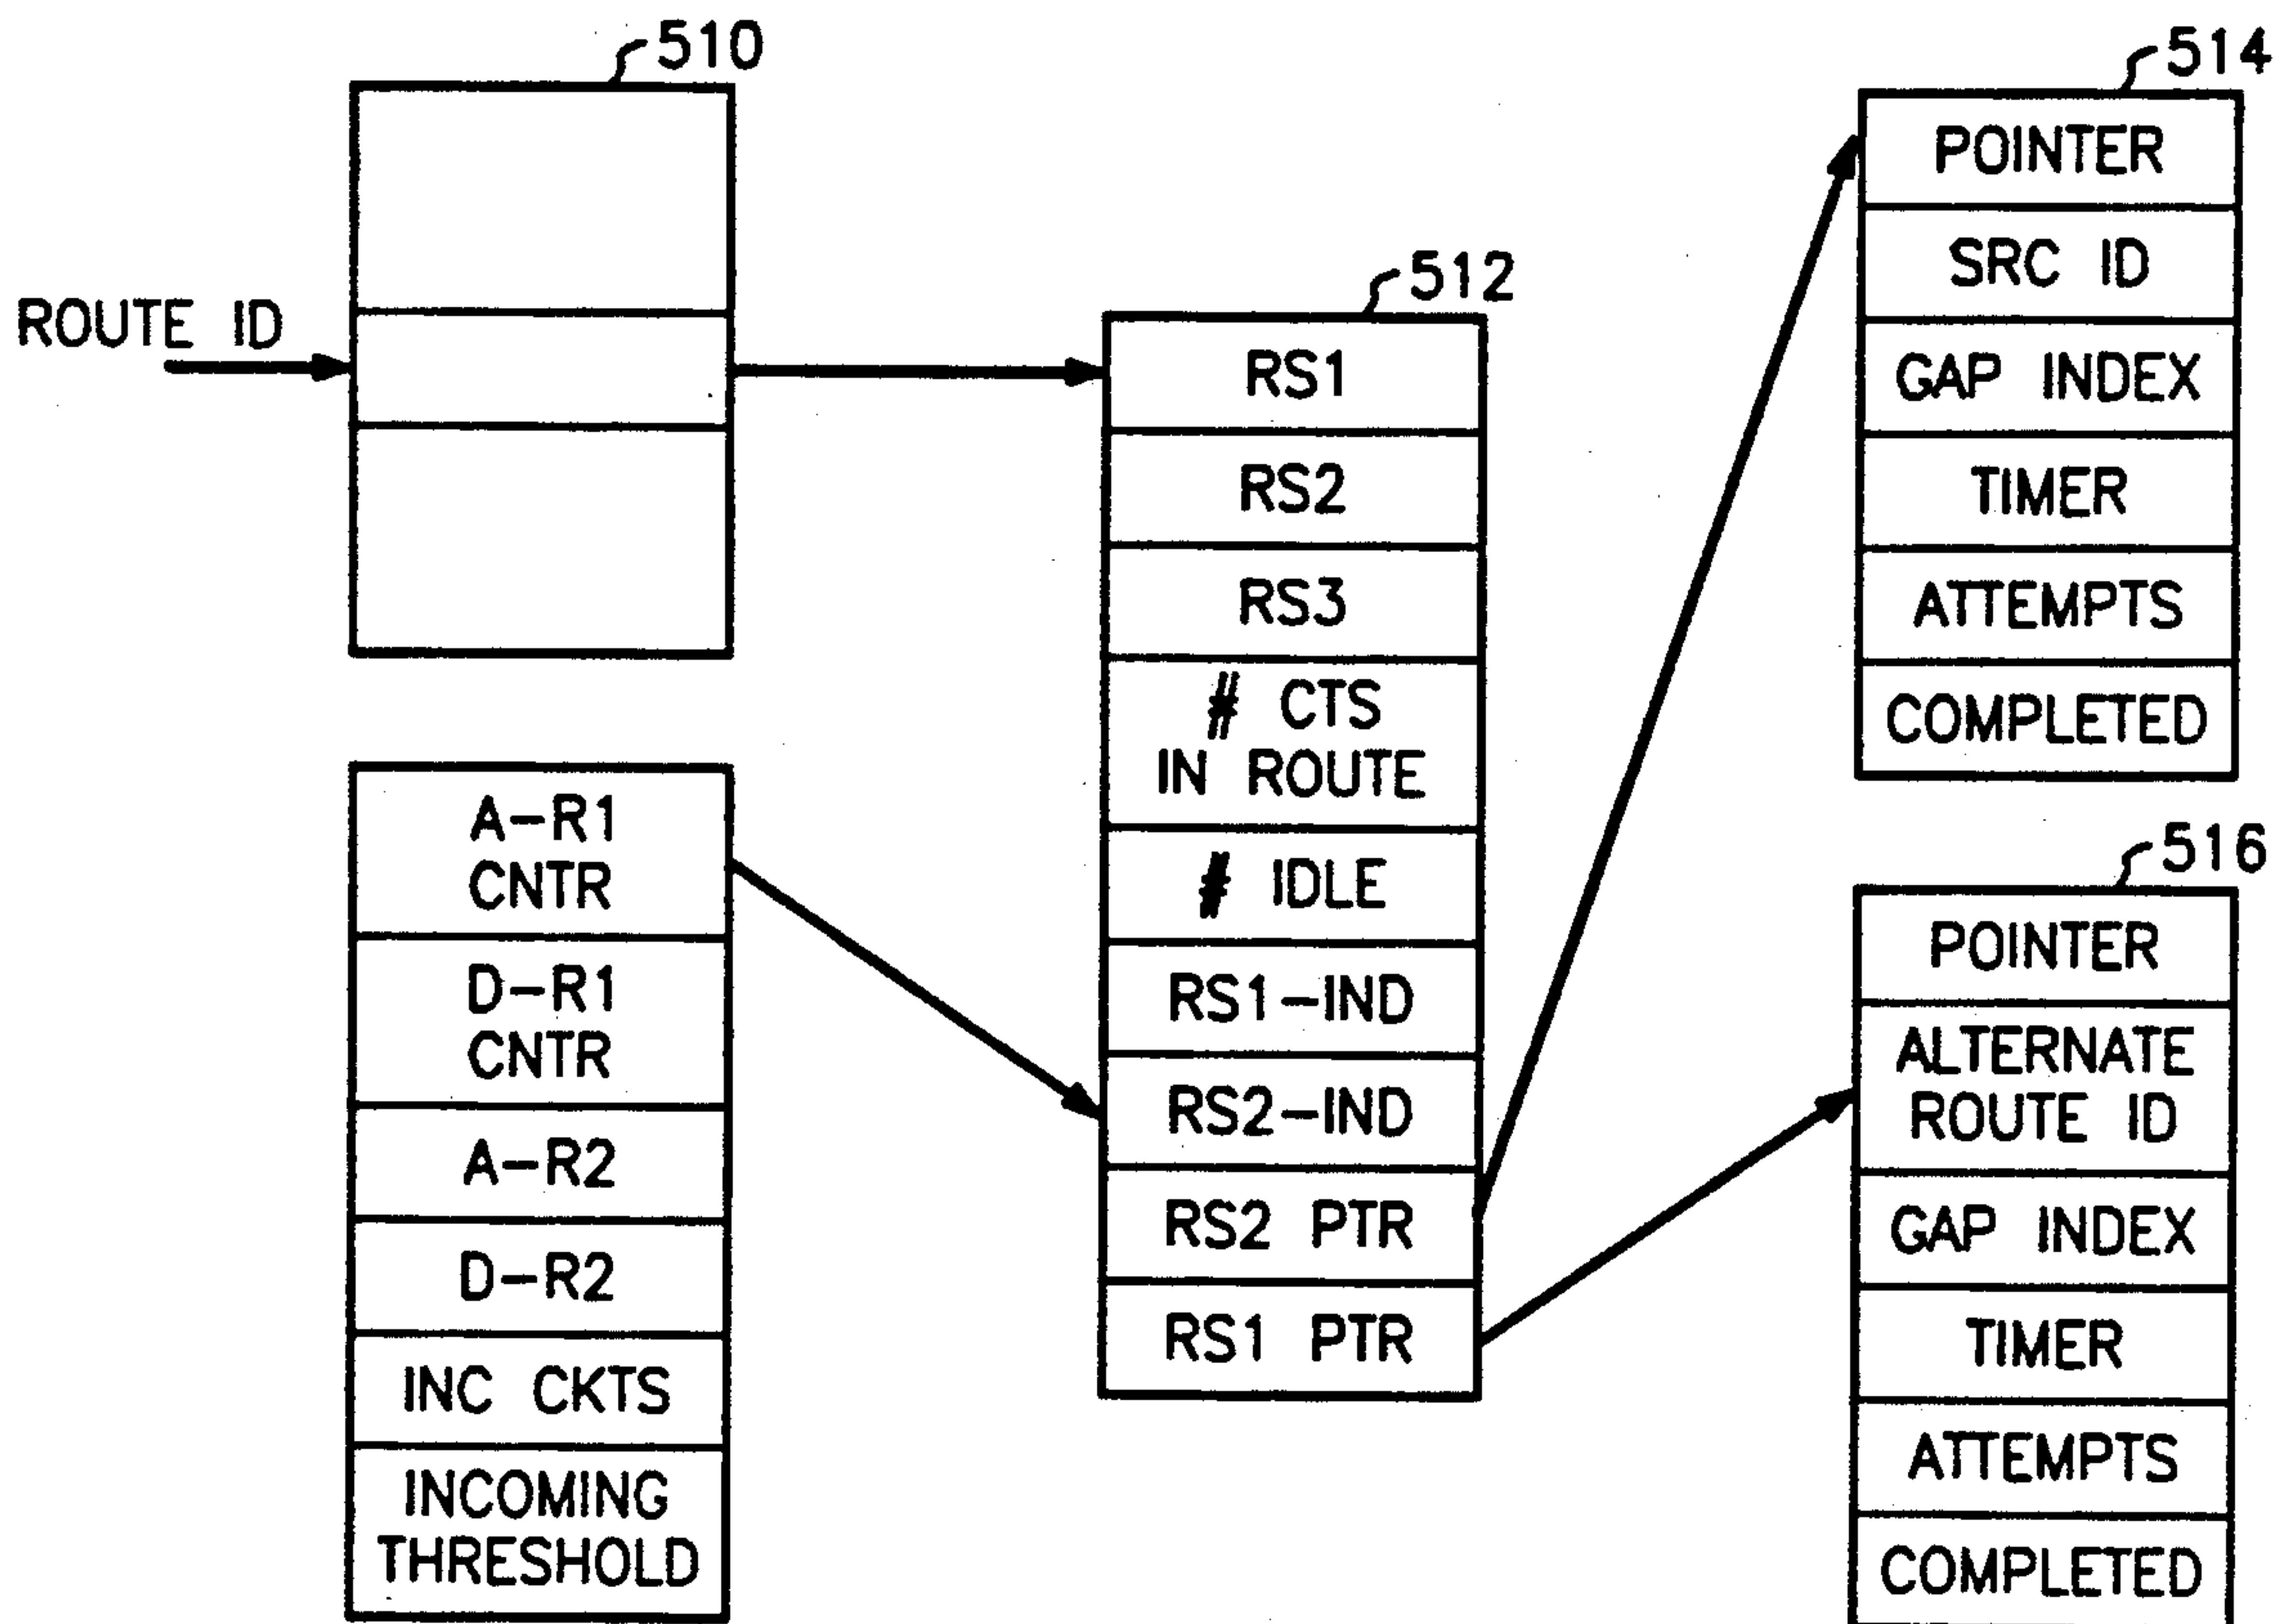 510
ROUTE ID
A-R1
CNTR
D-R1
CNTR
A-R2
D-R2
INC CKTS
INCOMING
THRESHOLD
512
RS1
RS2
RS3
# CTS
IN ROUTE
# IDLE
RS1-IND
RS2-IND
RS2 PTR
RS1 PTR
514
POINTER
SRC ID
GAP INDEX
TIMER
ATTEMPTS
COMPLETED
516
POINTER
ALTERNATE
ROUTE ID
GAP INDEX
TIMER
ATTEMPTS
COMPLETED